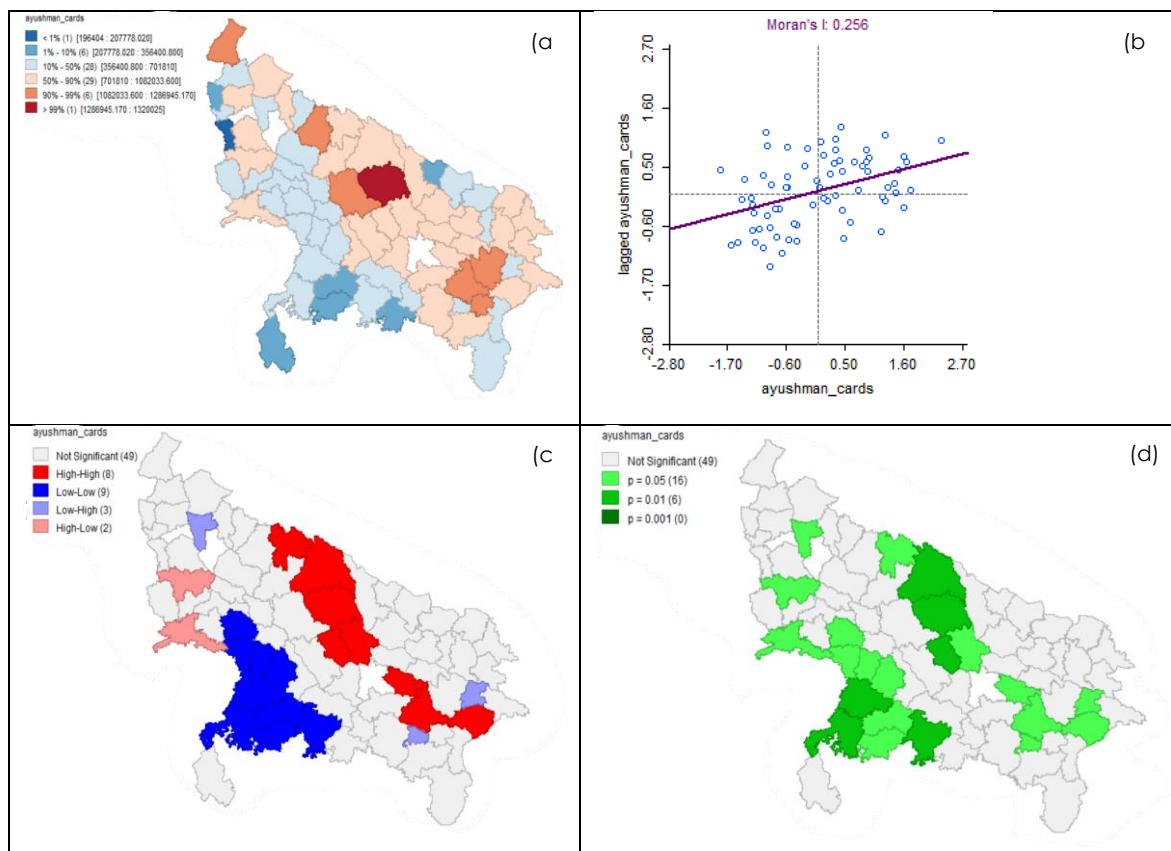 ayushman_cards
< 1% (1) [196404 : 207778.020]
1% - 10% (6) [207778.020 : 356400.800]
10% - 50% (28) [356400.800 : 701810]
50% - 90% (29) [701810 : 1082033.600]
90% - 99% (6) [1082033.600 : 1286945.170]
> 99% (1) [1286945.170 : 1320025]
(a
Moran's I: 0.256
(b)
2.70
1.60
0.50
-0.60
-1.70
-2.80
lagged ayushman_cards
-2.80 -1.70 -0.60 0.50 1.60 2.70
ayushman_cards
ayushman_cards
Not Significant (49)
High-High (8)
Low-Low (9)
Low-High (3)
High-Low (2)
(c
ayushman_cards
Not Significant (49)
p = 0.05 (16)
p = 0.01 (6)
p = 0.001 (0)
(d)